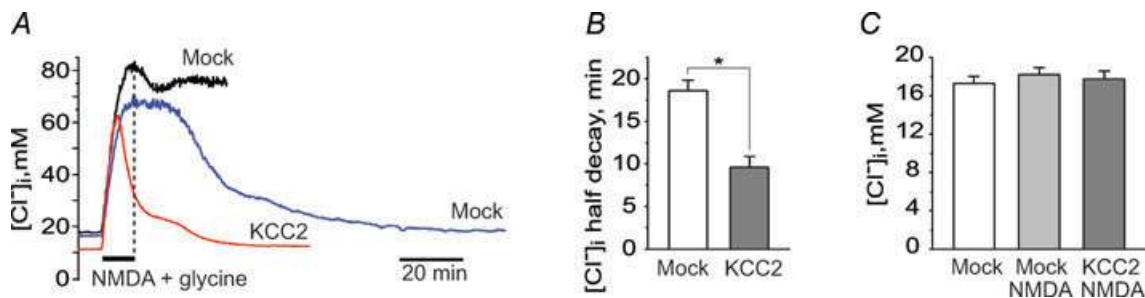 A
[Cl⁻]i,mM
80
60
40
20
0
Mock
Mock
KCC2
NMDA + glycine
20 min
B
[Cl⁻]i half decay, min
20
15
10
5
0
*
Mock KCC2
C
[Cl⁻]i,mM
20
16
12
8
4
0
Mock Mock KCC2
NMDA NMDA